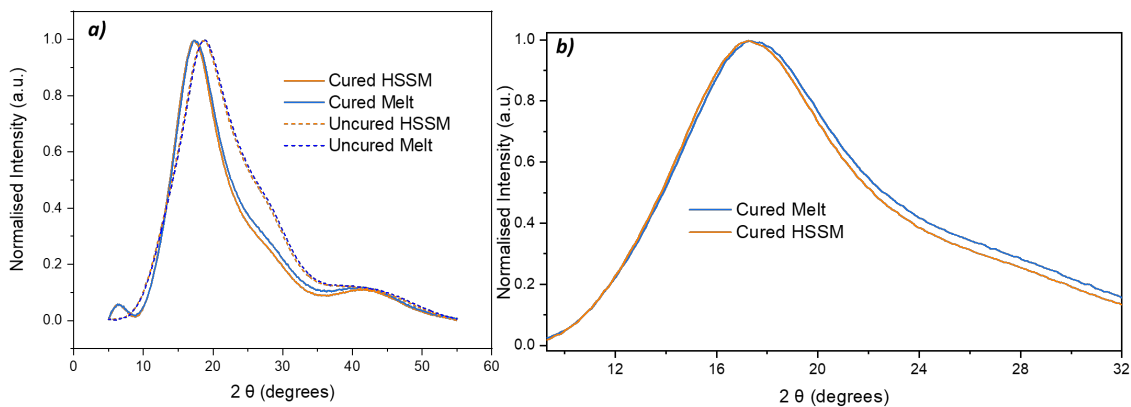 a)
Normalised Intensity (a.u.)
1.0
0.8
0.6
0.4
0.2
0.0
Cured HSSM
Cured Melt
Uncured HSSM
Uncured Melt
0 10 20 30 40 50 60
2 θ (degrees)
b)
Normalised Intensity (a.u.)
1.0
0.8
0.6
0.4
0.2
0.0
Cured Melt
Cured HSSM
12 16 20 24 28 32
2 θ (degrees)